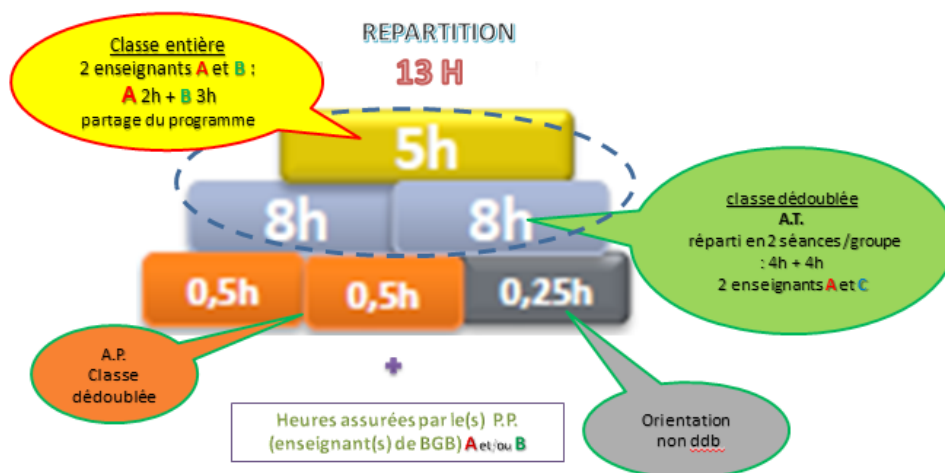 REPARTITION
13 H
Classe entière
2 enseignants A et B :
A 2h + B 3h
partage du programme
5h
8h
8h
classe dédoublée
A.T.
réparti en 2 séances /groupe
: 4h + 4h
2 enseignants A et C
0,5h
0,5h
0,25h
A.P.
Classe
dédoublée
+
Heures assurées par le(s) P.P.
(enseignant(s) de BGB) A et/ou B
Orientation
non ddb